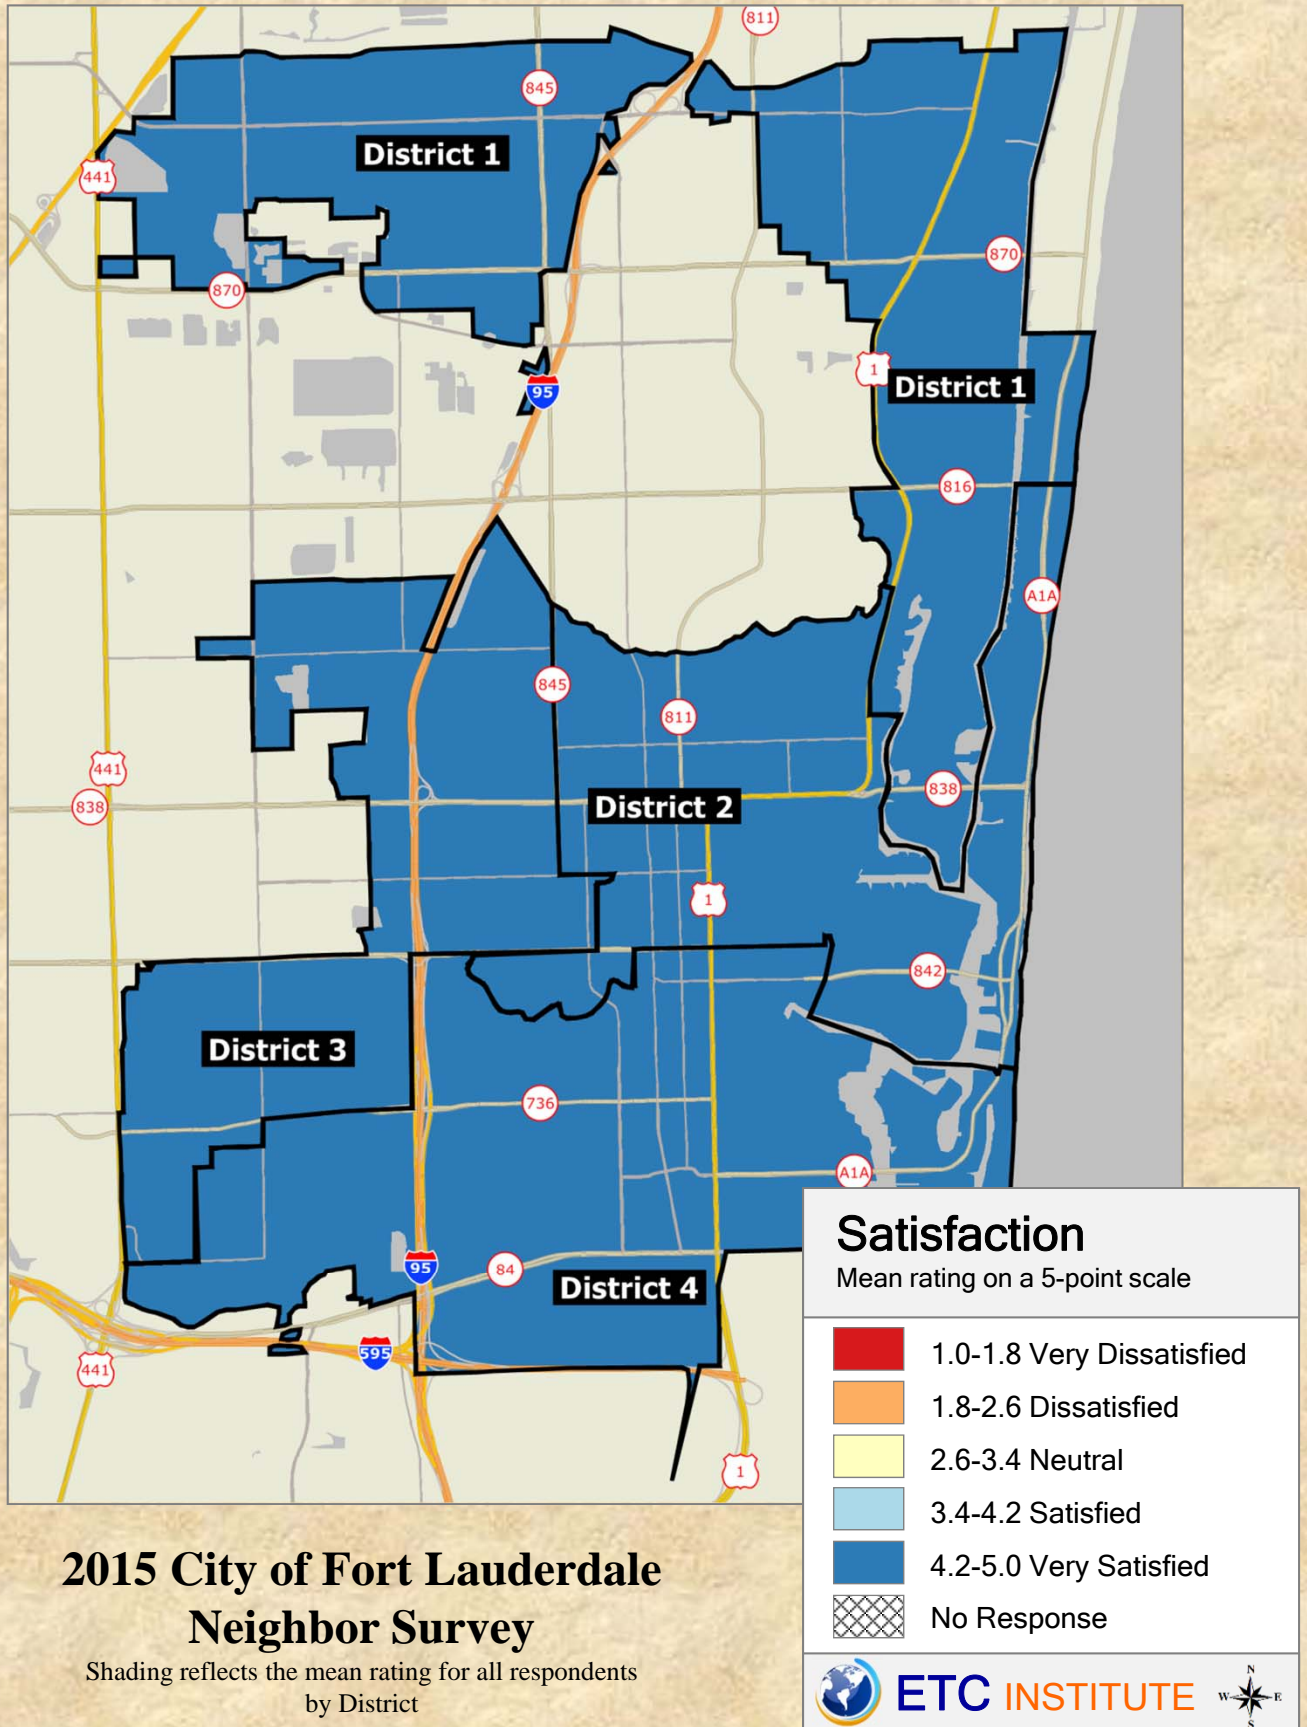 811
845
District 1
441
870
870
95
1
District 1
816
A1A
845
811
441
838
838
District 2
1
842
District 3
736
A1A
95
84
District 4
595
441
1
Satisfaction
Mean rating on a 5-point scale
1.0-1.8 Very Dissatisfied
1.8-2.6 Dissatisfied
2.6-3.4 Neutral
3.4-4.2 Satisfied
4.2-5.0 Very Satisfied
No Response
2015 City of Fort Lauderdale
Neighbor Survey
Shading reflects the mean rating for all respondents
by District
ETC INSTITUTE
N
W E
S